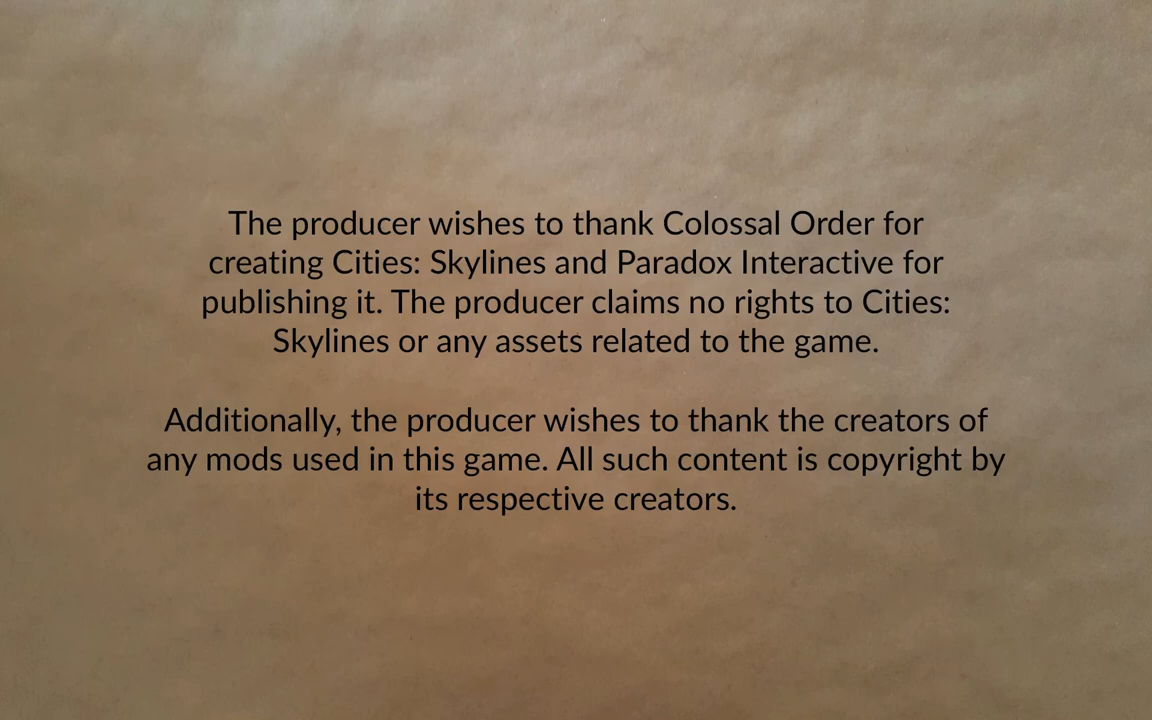 The producer wishes to thank Colossal Order for
creating Cities: Skylines and Paradox Interactive for
publishing it. The producer claims no rights to Cities:
Skylines or any assets related to the game.
Additionally, the producer wishes to thank the creators of
any mods used in this game. All such content is copyright by
its respective creators.